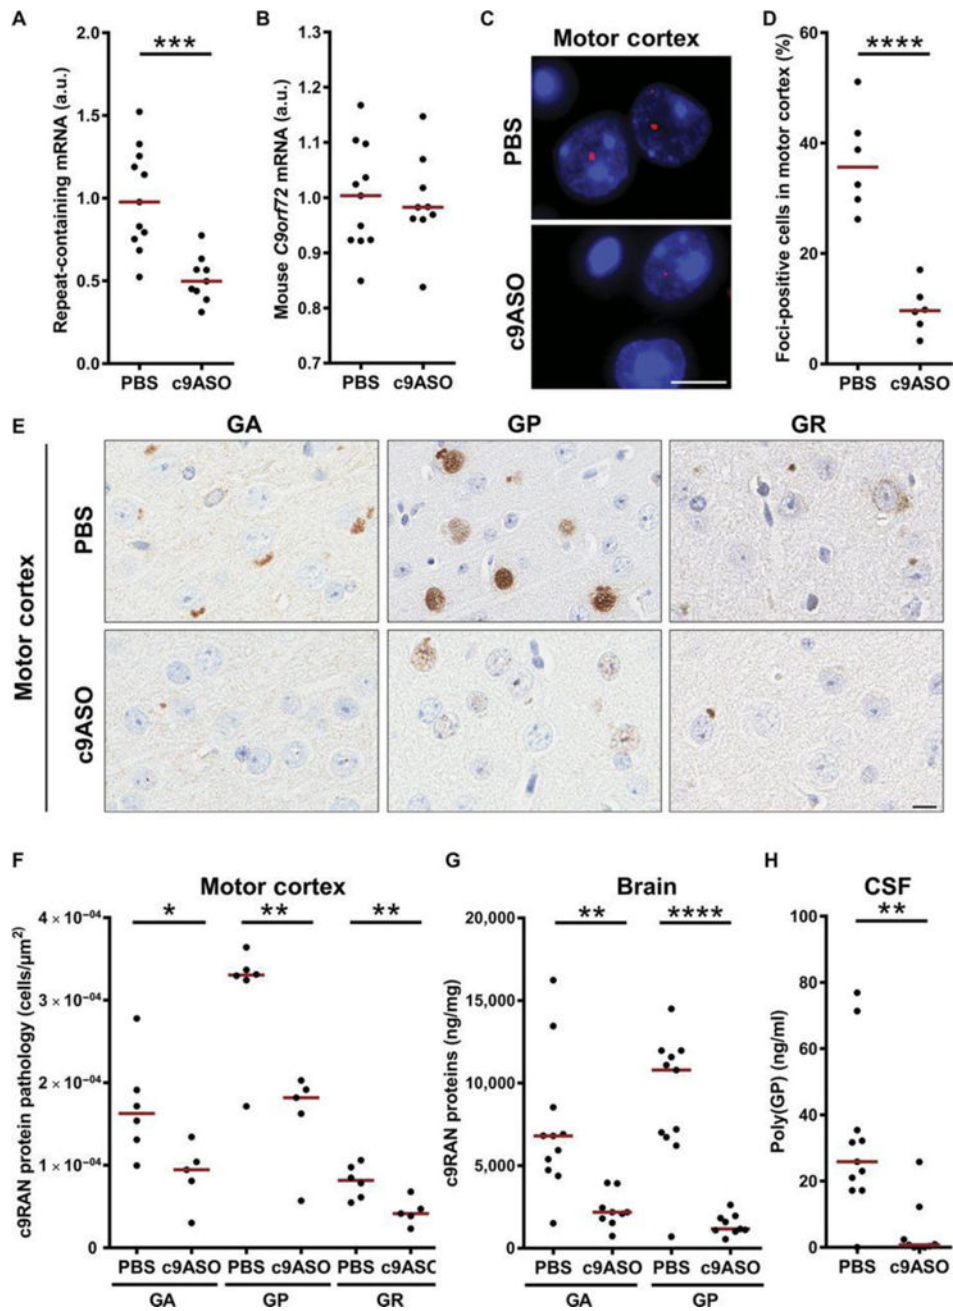 A
Repeat-containing mRNA (a.u.)
2.0
1.5
1.0
0.5
0.0
***
PBS c9ASO
B
Mouse C9orf72 mRNA (a.u.)
1.3
1.2
1.1
1.0
0.9
0.8
0.7
PBS c9ASO
C
Motor cortex
PBS
c9ASO
D
Foci-positive cells in motor cortex (%)
60
40
20
0
****
PBS c9ASO
E
GA GP GR
Motor cortex
PBS
c9ASO
F
Motor cortex
c9RAN protein pathology (cells/μm²)
4 × 10⁻⁰⁴
3 × 10⁻⁰⁴
2 × 10⁻⁰⁴
1 × 10⁻⁰⁴
0
* ** **
PBS c9ASO PBS c9ASO PBS c9ASO
GA GP GR
G
Brain
c9RAN proteins (ng/mg)
20,000
15,000
10,000
5,000
0
** ****
PBS c9ASO PBS c9ASO
GA GP
H
CSF
Poly(GP) (ng/ml)
100
80
60
40
20
0
**
PBS c9ASO